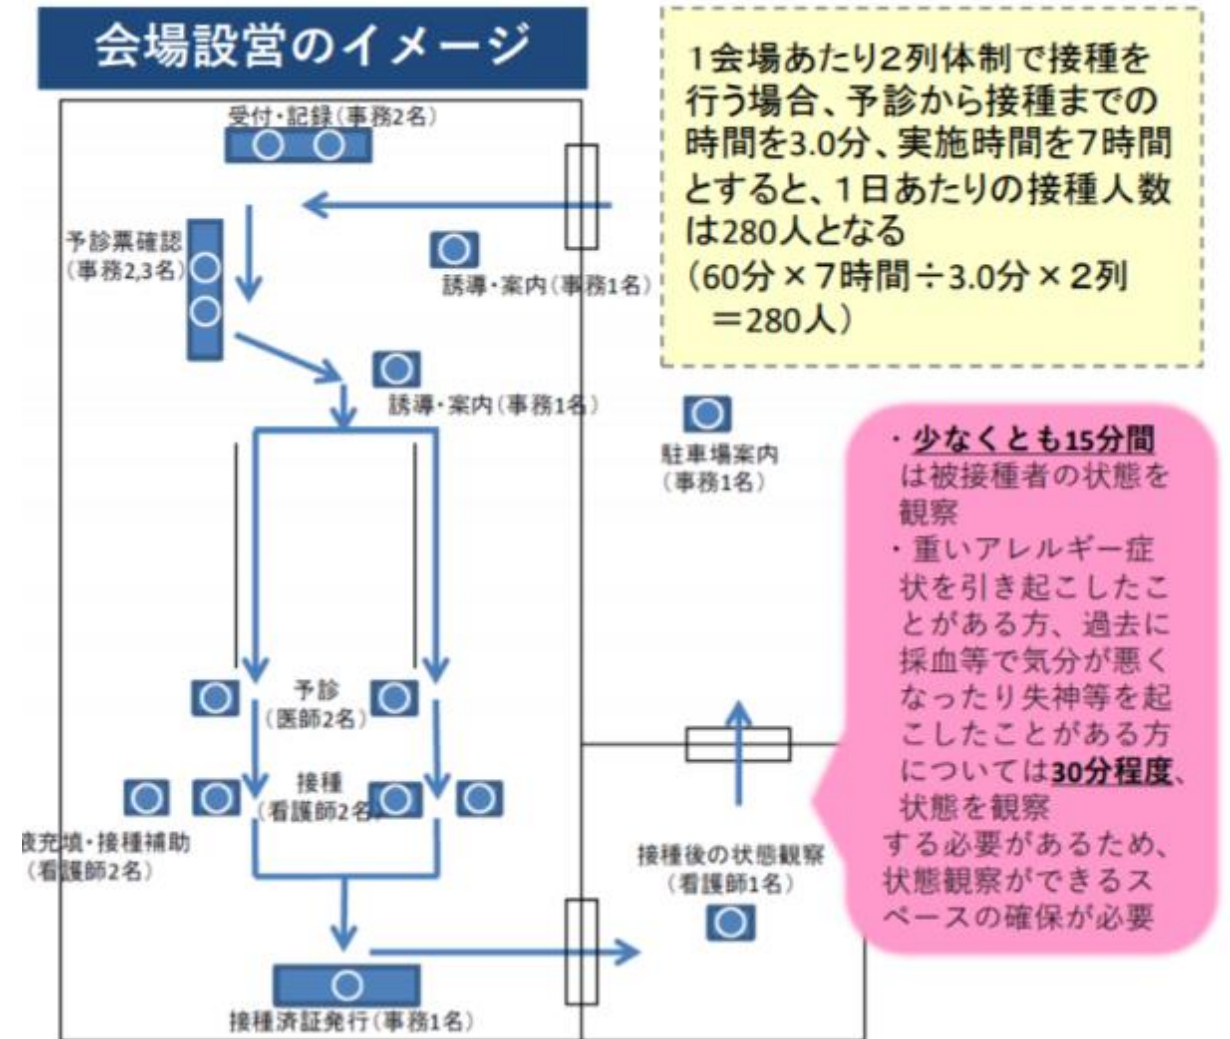 会場設営のイメージ
1会場あたり2列体制で接種を
行う場合、予診から接種までの
時間を3.0分、実施時間を7時間
とすると、1日あたりの接種人数
は280人となる
(60分×7時間÷3.0分×2列
＝280人)
受付・記録(事務2名)
予診票確認
(事務2,3名)
誘導・案内(事務1名)
誘導・案内(事務1名)
駐車場案内
(事務1名)
・少なくとも15分間
は被接種者の状態を
観察
・重いアレルギー症
状を引き起こしたこ
とがある方、過去に
採血等で気分が悪く
なったり失神等を起
こしたことがある方
については30分程度、
状態を観察
する必要があるため、
状態観察ができるス
ペースの確保が必要
予診
(医師2名)
接種
(看護師2名
液充填・接種補助
(看護師2名)
接種後の状態観察
(看護師1名)
接種済証発行(事務1名)